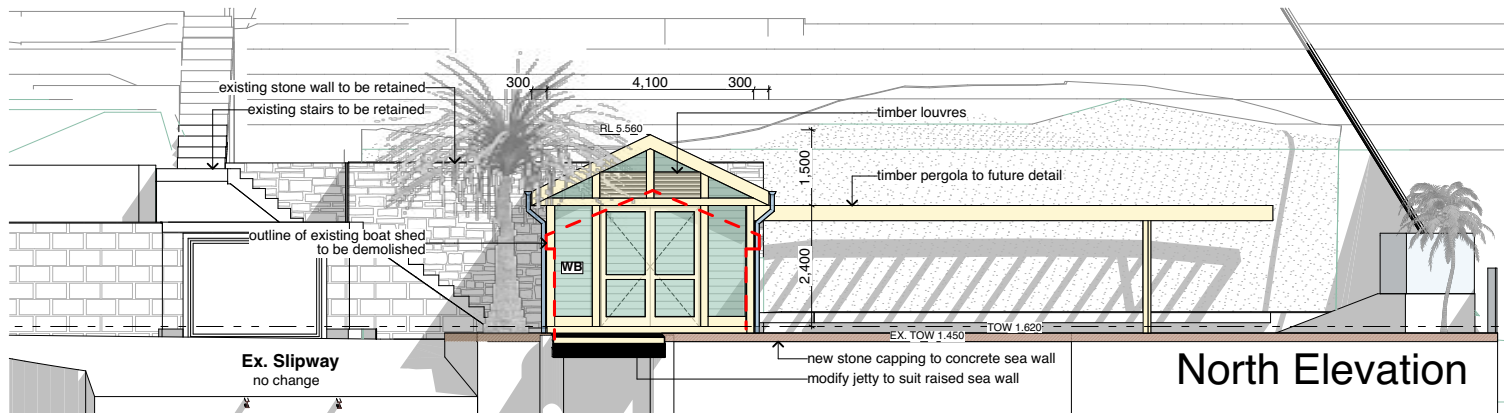 300
4,100
300
existing stone wall to be retained
existing stairs to be retained
timber louvres
RL 5.560
1,500
timber pergola to future detail
outline of existing boat shed
to be demolished
WB
2,400
TOW 1.620
EX. TOW 1.450
Ex. Slipway
no change
new stone capping to concrete sea wall
modify jetty to suit raised sea wall
North Elevation